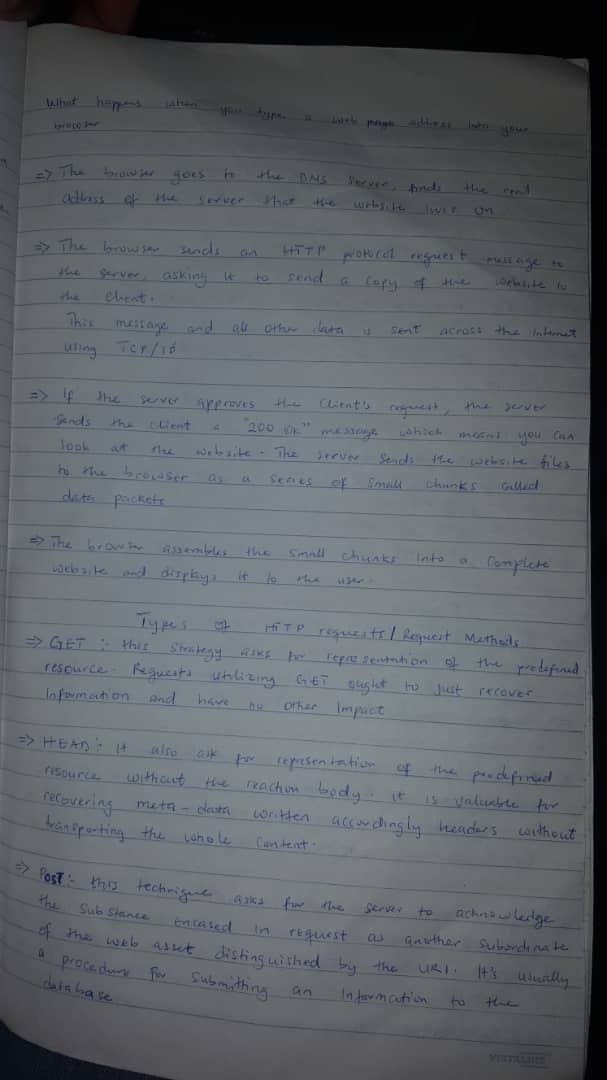 What happens when you type a web page address into your
browser
=> The browser goes to the DNS server, finds the real
address of the server that the website lives on
=> The browser sends an HTTP protocol request message to
the server, asking it to send a copy of the website to
the client.
This message and all other data is sent across the internet
using TCP/IP
=> If the server approves the client's request, the server
sends the client a "200 OK" message which means you can
look at the website. The server sends the website files
to the browser as a series of small chunks called
data packets
=> The browser assembles the small chunks into a complete
website and displays it to the user.
Types of HTTP requests / Request Methods
=> GET :- this strategy asks for representation of the predefined
resource. Requests utilizing GET ought to just recover
information and have no other impact
=> HEAD :- it also ask for representation of the predefined
resource without the reaction body. it is valuable for
recovering meta-data written accordingly headers without
transporting the whole content.
=> POST :- this technique asks for the server to acknowledge
the substance encased in request as another subordinate
of the web asset distinguished by the URI. It's usually
a procedure for submitting an information to the
database
VISTALINE